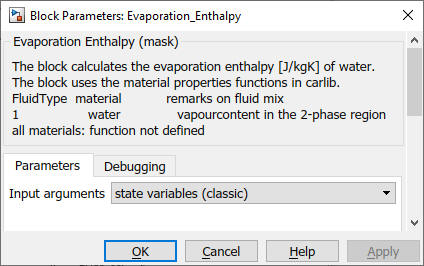 Block Parameters: Evaporation_Enthalpy
Evaporation Enthalpy (mask)
The block calculates the evaporation enthalpy [J/kgK] of water.
The block uses the material properties functions in carlib.
FluidType material remarks on fluid mix
1 water vapourcontent in the 2-phase region
all materials: function not defined
Parameters Debugging
Input arguments state variables (classic)
OK Cancel Help Apply